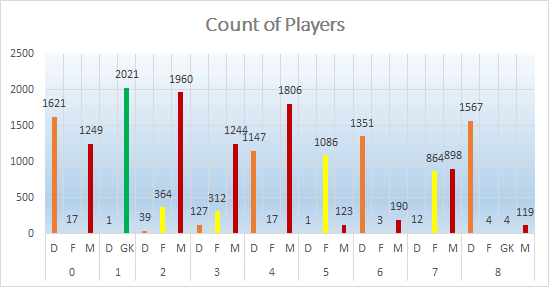 Count of Players
2500
2000
1500
1000
500
0
1621 17 1249 1 2021 39 364 1960 127 312 1244 1147 17 1806 1 1086 123 1351 3 190 12 864 898 1567 4 4 119
D F M D GK D F M D F M D F M D F M D F M D F M D F GK M
0 1 2 3 4 5 6 7 8